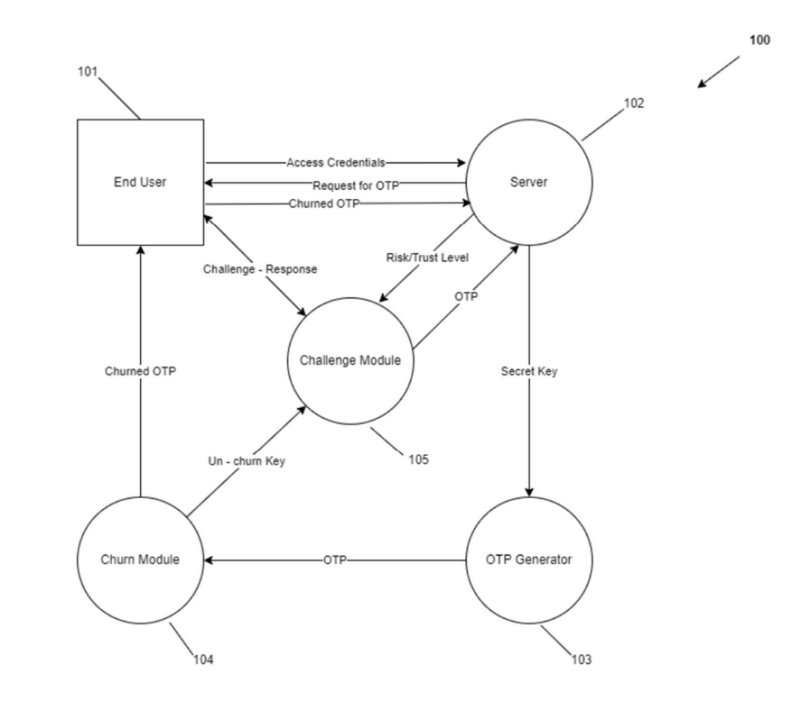 100
101
102
End User
Access Credentials
Server
Request for OTP
Churned OTP
Risk/Trust Level
Challenge - Response
OTP
Challenge Module
Churned OTP
Secret Key
105
Un - churn Key
Churn Module
OTP
OTP Generator
104
103